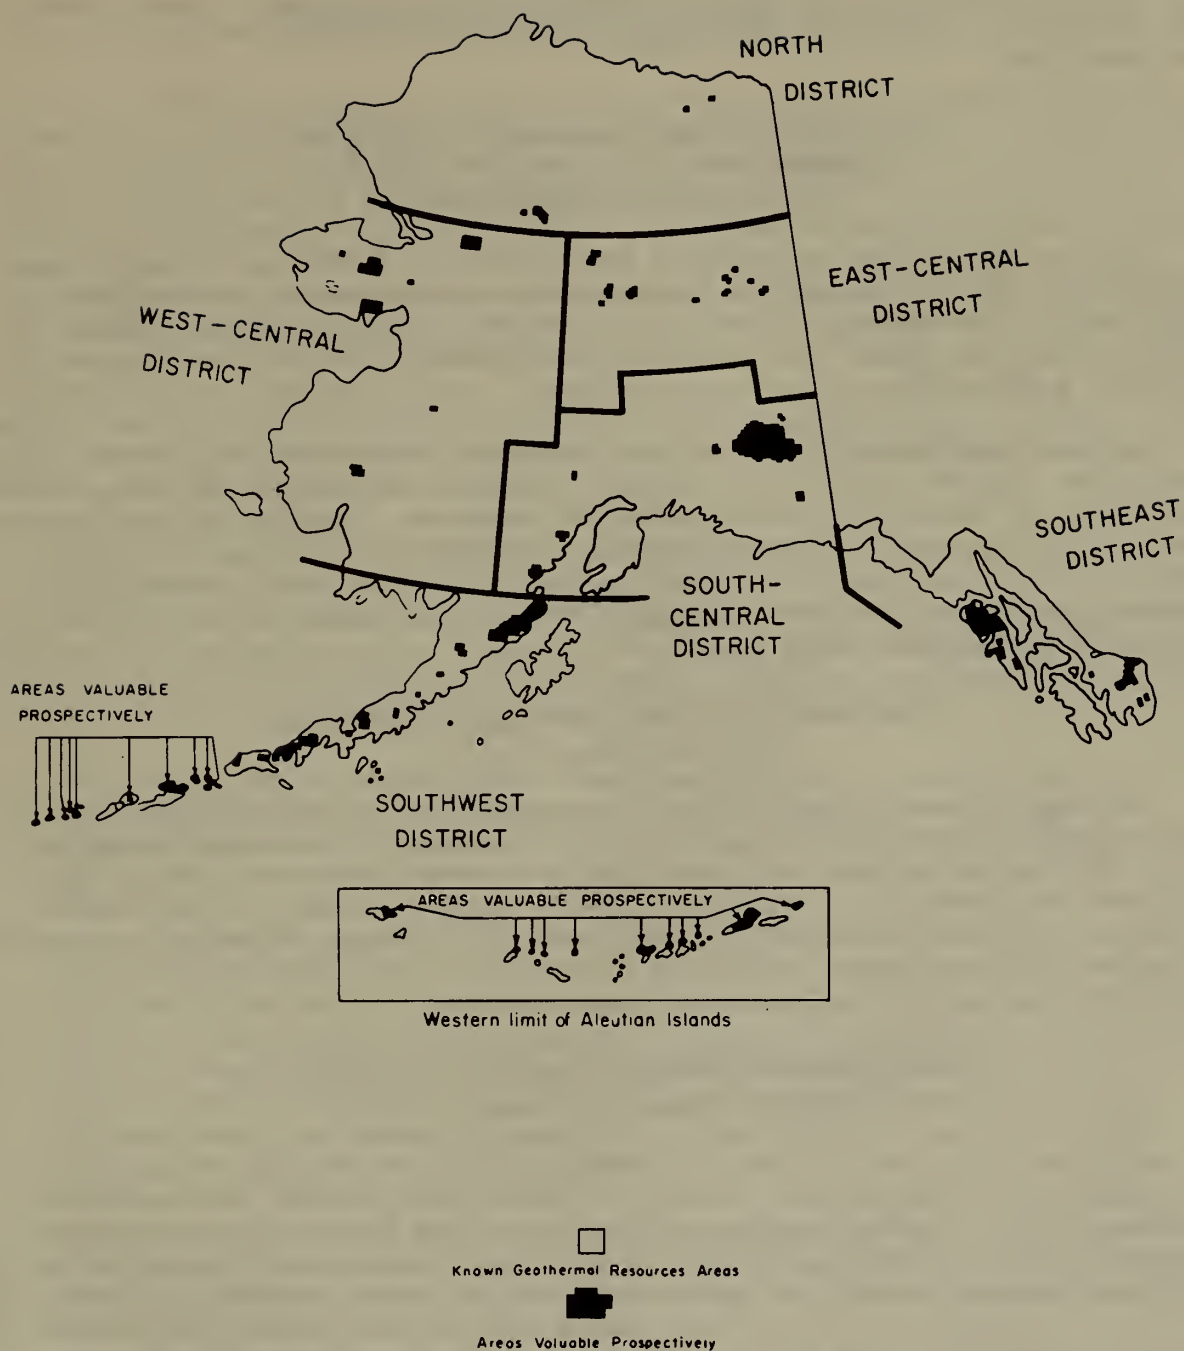 NORTH
DISTRICT
EAST-CENTRAL
DISTRICT
WEST-CENTRAL
DISTRICT
SOUTHEAST
DISTRICT
SOUTH-
CENTRAL
DISTRICT
AREAS VALUABLE
PROSPECTIVELY
SOUTHWEST
DISTRICT
AREAS VALUABLE PROSPECTIVELY
Western limit of Aleutian Islands
Known Geothermal Resources Areas
Areas Valuable Prospectively